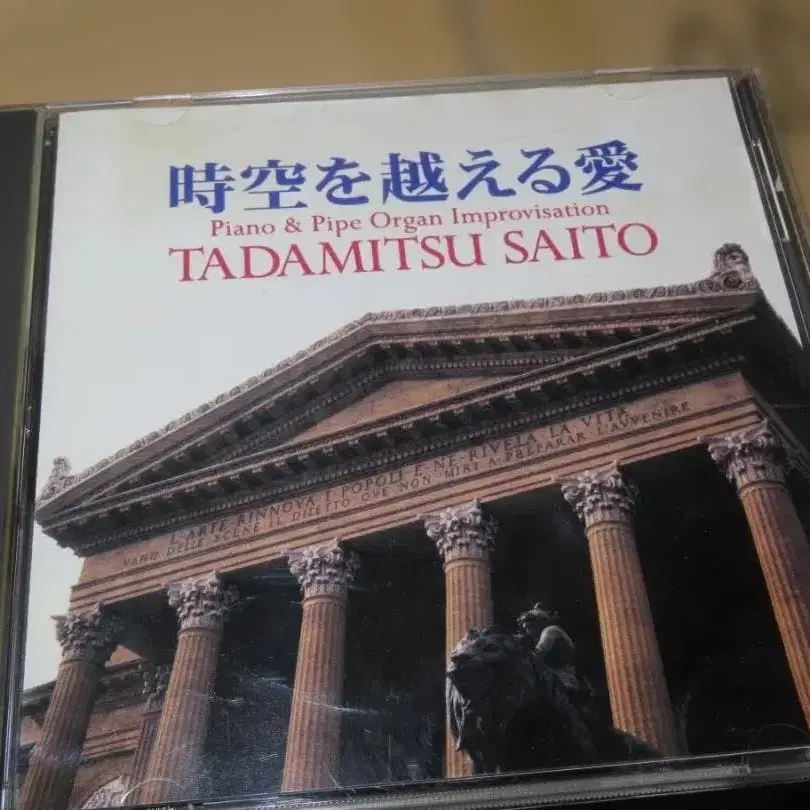 時空を越える愛
Piano & Pipe Organ Improvisation
TADAMITSU SAITO
L'ARTE RINNOVA I POPOLI E NE RIVELA LA VITA
VANO DELLE SCENE IL DILETTO OVE NON MIRI A PREPARAR L'AVVENIRE